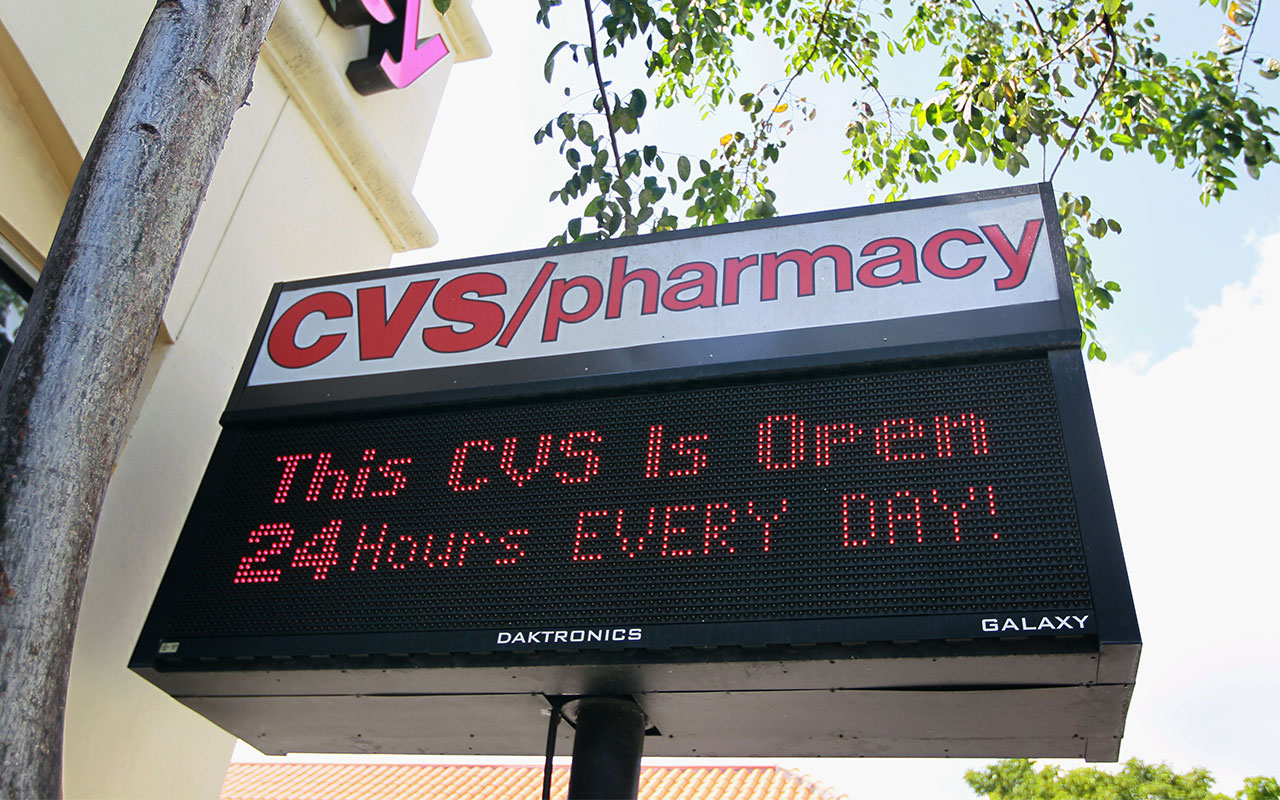 y
CVS/pharmacy
This CVS Is Open
24 Hours EVERY DAY!
DAKTRONICS
GALAXY